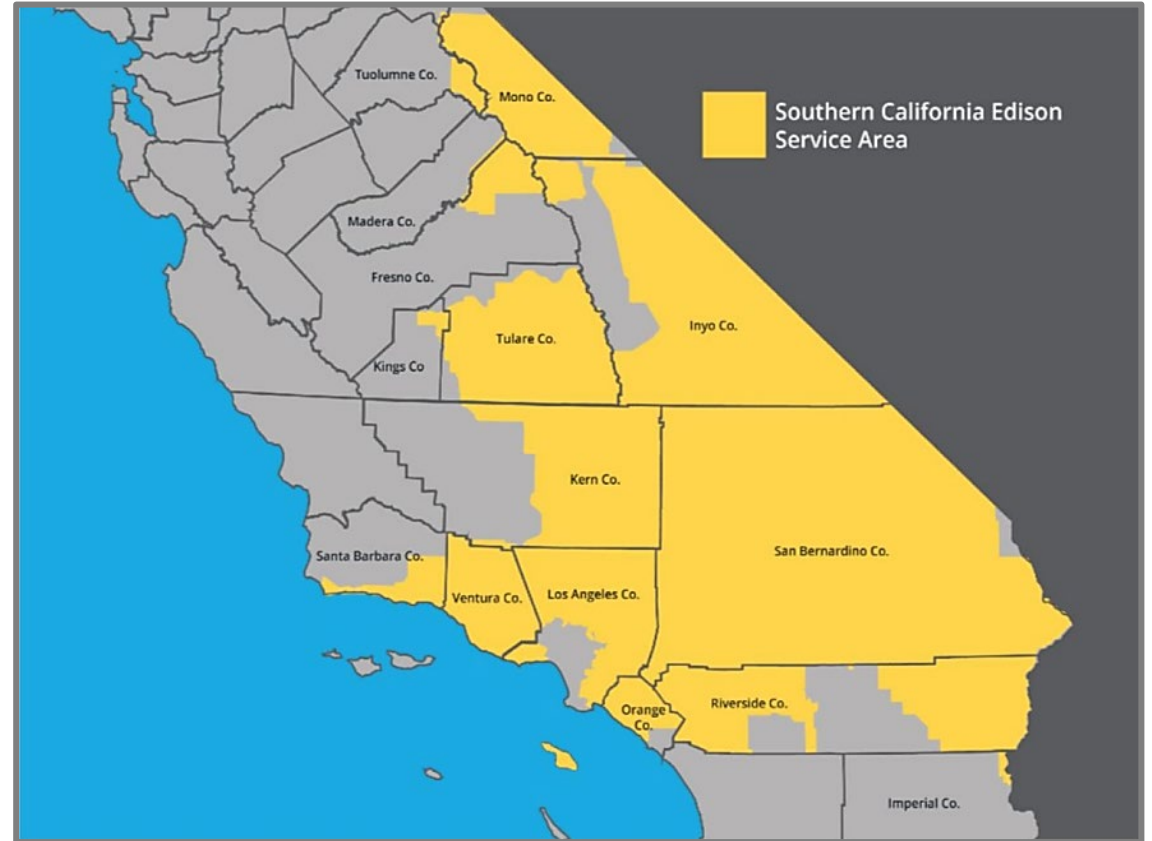 Tuolumne Co.
Mono Co.
Southern California Edison
Service Area
Madera Co.
Fresno Co.
Inyo Co.
Tulare Co.
Kings Co
Kern Co.
San Bernardino Co.
Santa Barbara Co.
Ventura Co.
Los Angeles Co.
Orange
Co.
Riverside Co.
Imperial Co.